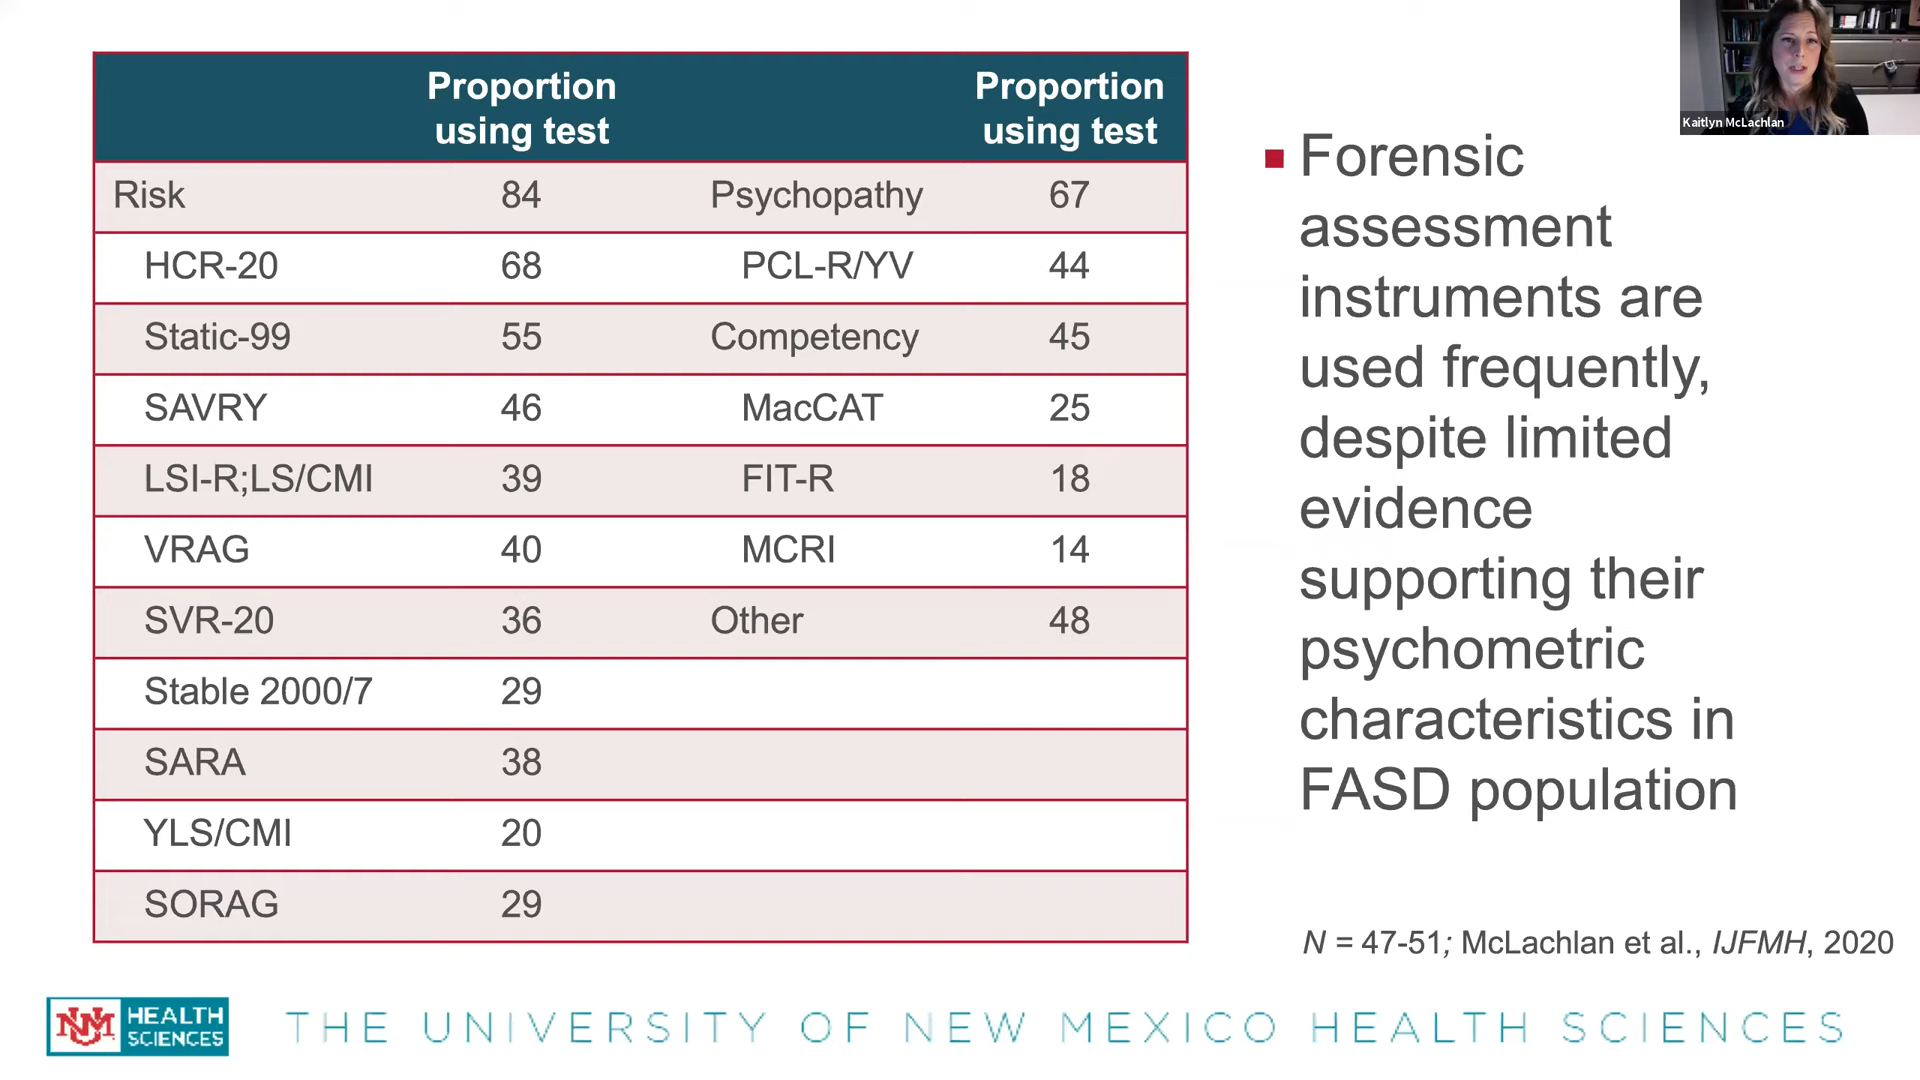 Proportion using test Proportion using test
Risk 84 Psychopathy 67
HCR-20 68 PCL-R/YV 44
Static-99 55 Competency 45
SAVRY 46 MacCAT 25
LSI-R;LS/CMI 39 FIT-R 18
VRAG 40 MCRI 14
SVR-20 36 Other 48
Stable 2000/7 29
SARA 38
YLS/CMI 20
SORAG 29
Forensic
assessment
instruments are
used frequently,
despite limited
evidence
supporting their
psychometric
characteristics in
FASD population
N = 47-51; McLachlan et al., IJFMH, 2020
Kaitlyn McLachlan
UNM HEALTH
SCIENCES
THE UNIVERSITY OF NEW MEXICO HEALTH SCIENCES